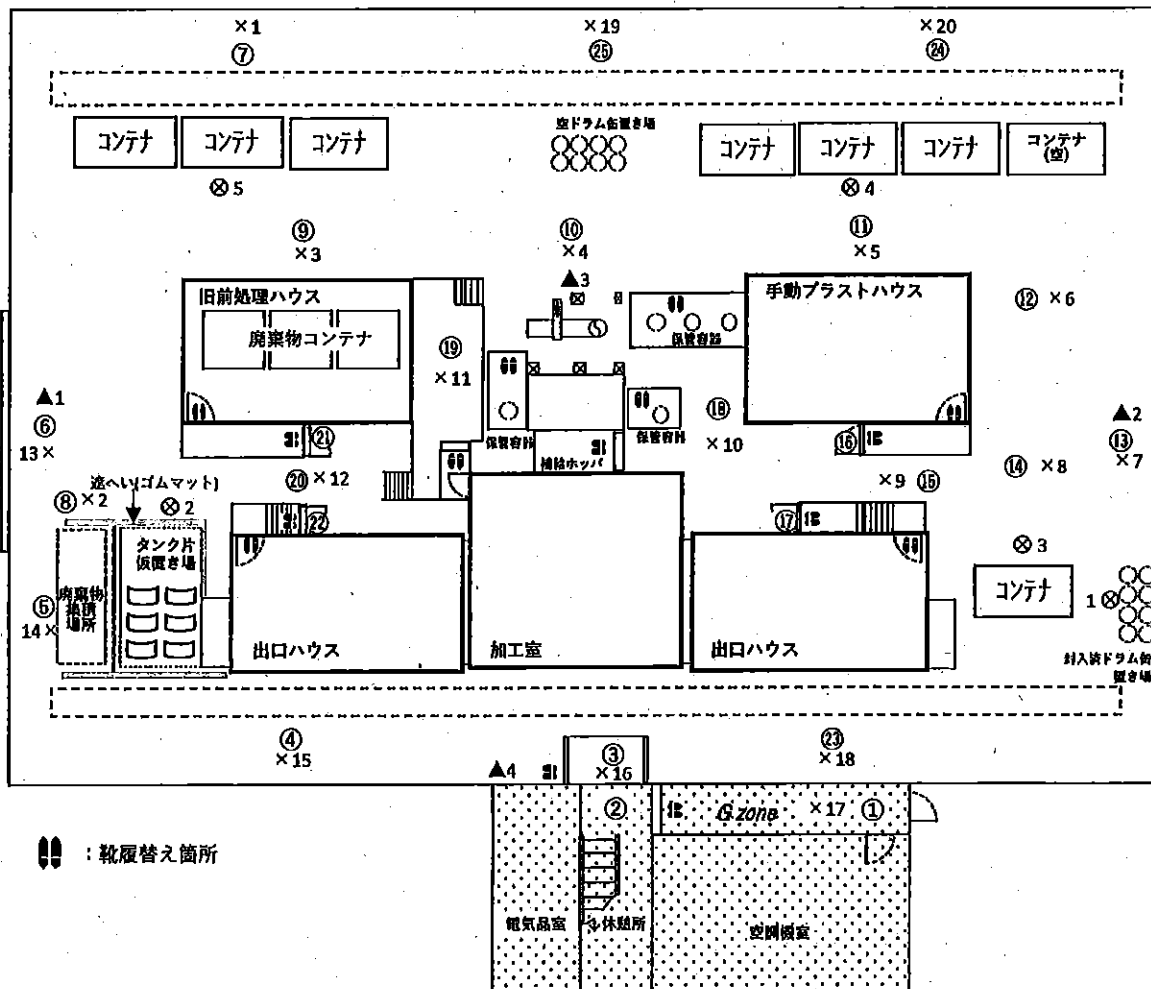 ×1
×19
×20
⑦
㉕
㉔
コンテナ
コンテナ
コンテナ
空ドラム缶置き場
コンテナ
コンテナ
コンテナ
コンテナ
(空)
⊗5
⊗4
⑨
×3
⑩
×4
▲3
⑪
×5
旧前処理ハウス
廃棄物コンテナ
手動ブラストハウス
⑫ ×6
保管容器
⑲
×11
▲1
⑥
13×
⑱
×10
▲2
⑬
×7
保管容器
保管容器
補給ホッパ
㉑
⑯
⑭ ×8
⑳ ×12
×9 ⑮
遮へい(ゴムマット)
⑧ ×2
⊗2
㉒
⑰
タンク片
仮置き場
⊗3
コンテナ
1⊗
廃棄物
集積
場所
⑤
14×
出口ハウス
加工室
出口ハウス
封入済ドラム缶
置き場
④
×15
③
×16
㉓
×18
▲4
②
G zone
×17 ①
:靴履替え箇所
電気品室
休憩所
空調機室